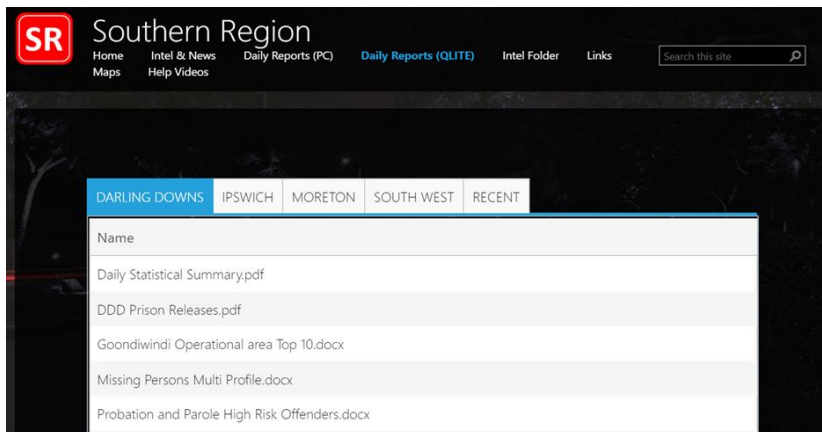 SR
Southern Region
Home Intel & News Daily Reports (PC) Daily Reports (QLITE) Intel Folder Links
Maps Help Videos
Search this site
DARLING DOWNS IPSWICH MORETON SOUTH WEST RECENT
Name
Daily Statistical Summary.pdf
DDD Prison Releases.pdf
Goondiwindi Operational area Top 10.docx
Missing Persons Multi Profile.docx
Probation and Parole High Risk Offenders.docx